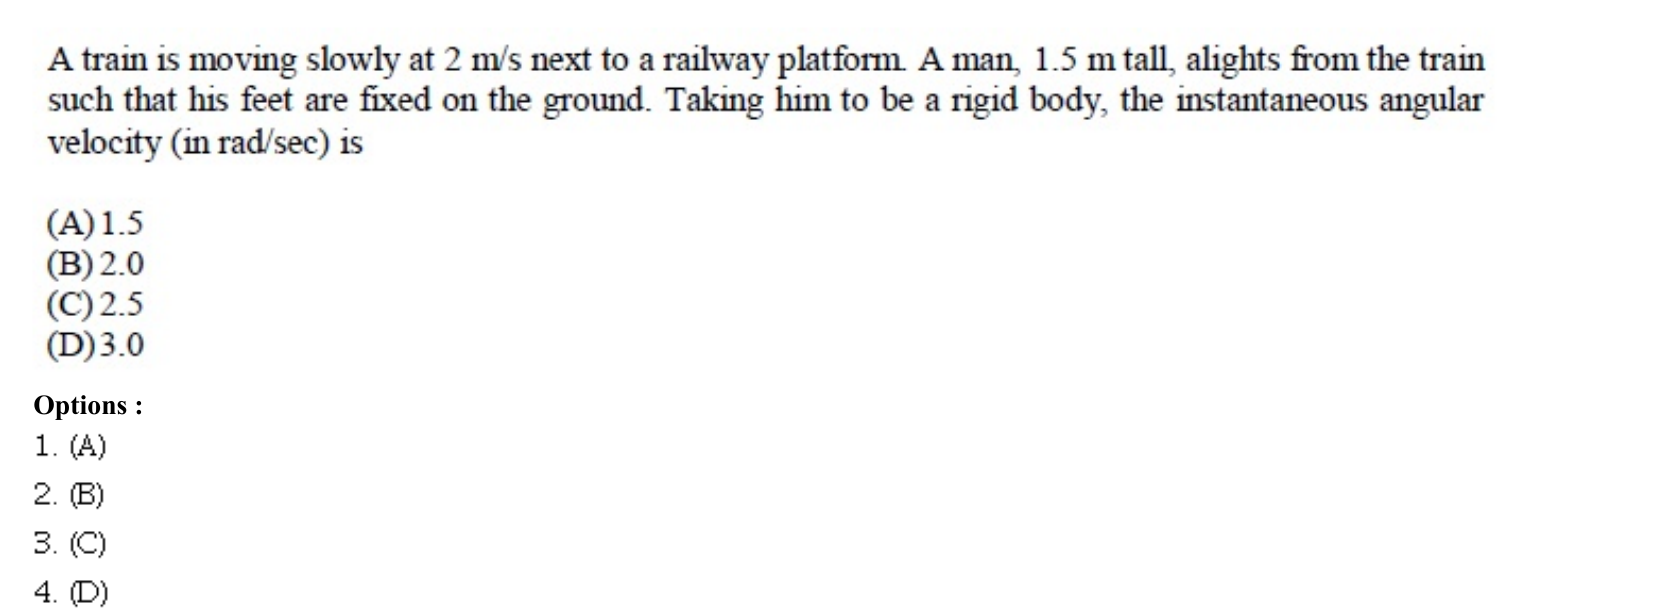 A train is moving slowly at 2 m/s next to a railway platform. A man, 1.5 m tall, alights from the train
such that his feet are fixed on the ground. Taking him to be a rigid body, the instantaneous angular
velocity (in rad/sec) is
(A) 1.5
(B) 2.0
(C) 2.5
(D) 3.0
Options :
1. (A)
2. (B)
3. (C)
4. (D)